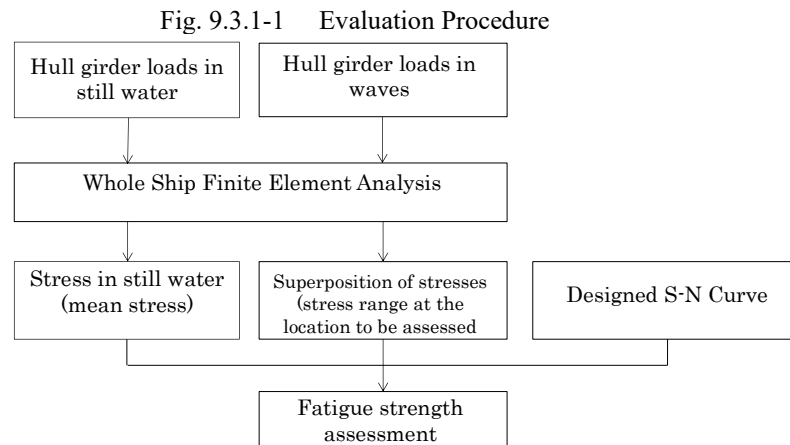 Fig. 9.3.1-1 Evaluation Procedure
Hull girder loads in
still water
Hull girder loads in
waves
Whole Ship Finite Element Analysis
Stress in still water
(mean stress)
Superposition of stresses
(stress range at the
location to be assessed
Designed S-N Curve
Fatigue strength
assessment